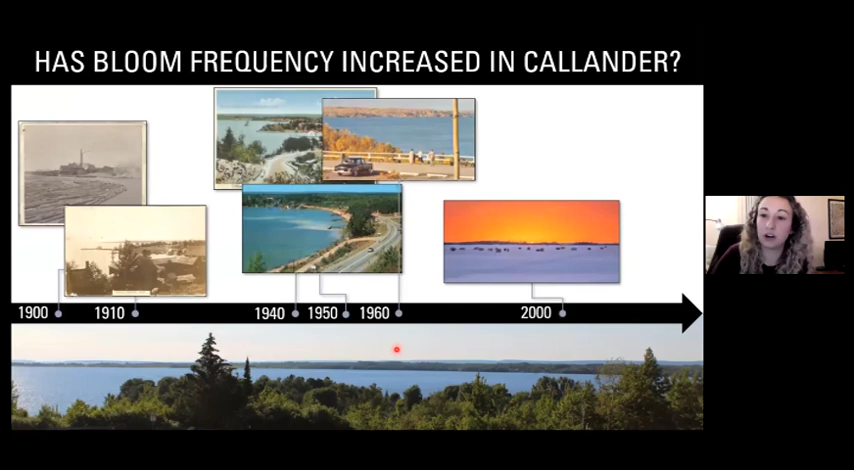 HAS BLOOM FREQUENCY INCREASED IN CALLANDER?
1900 1910 1940 1950 1960 2000